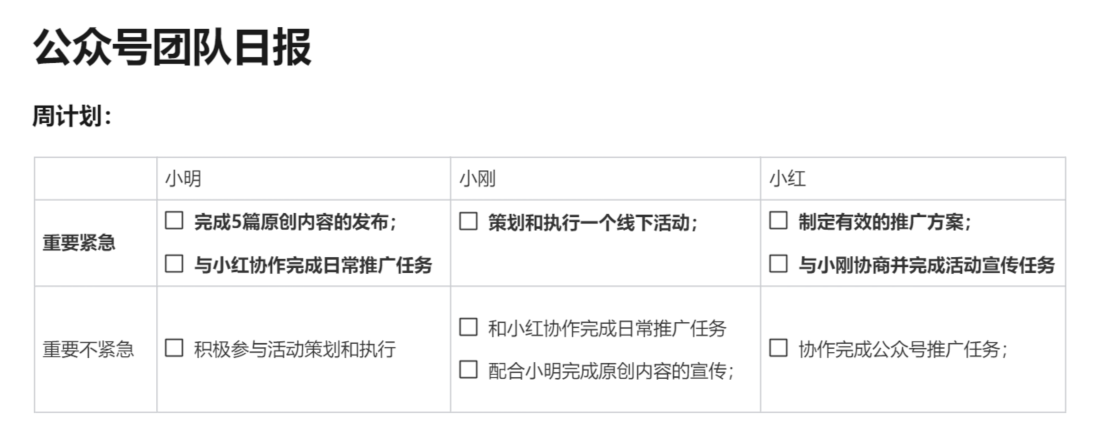 公众号团队日报
周计划：
小明 小刚 小红
重要紧急
完成5篇原创内容的发布；
与小红协作完成日常推广任务
策划和执行一个线下活动；
制定有效的推广方案；
与小刚协商并完成活动宣传任务
重要不紧急
积极参与活动策划和执行
和小红协作完成日常推广任务
配合小明完成原创内容的宣传；
协作完成公众号推广任务；